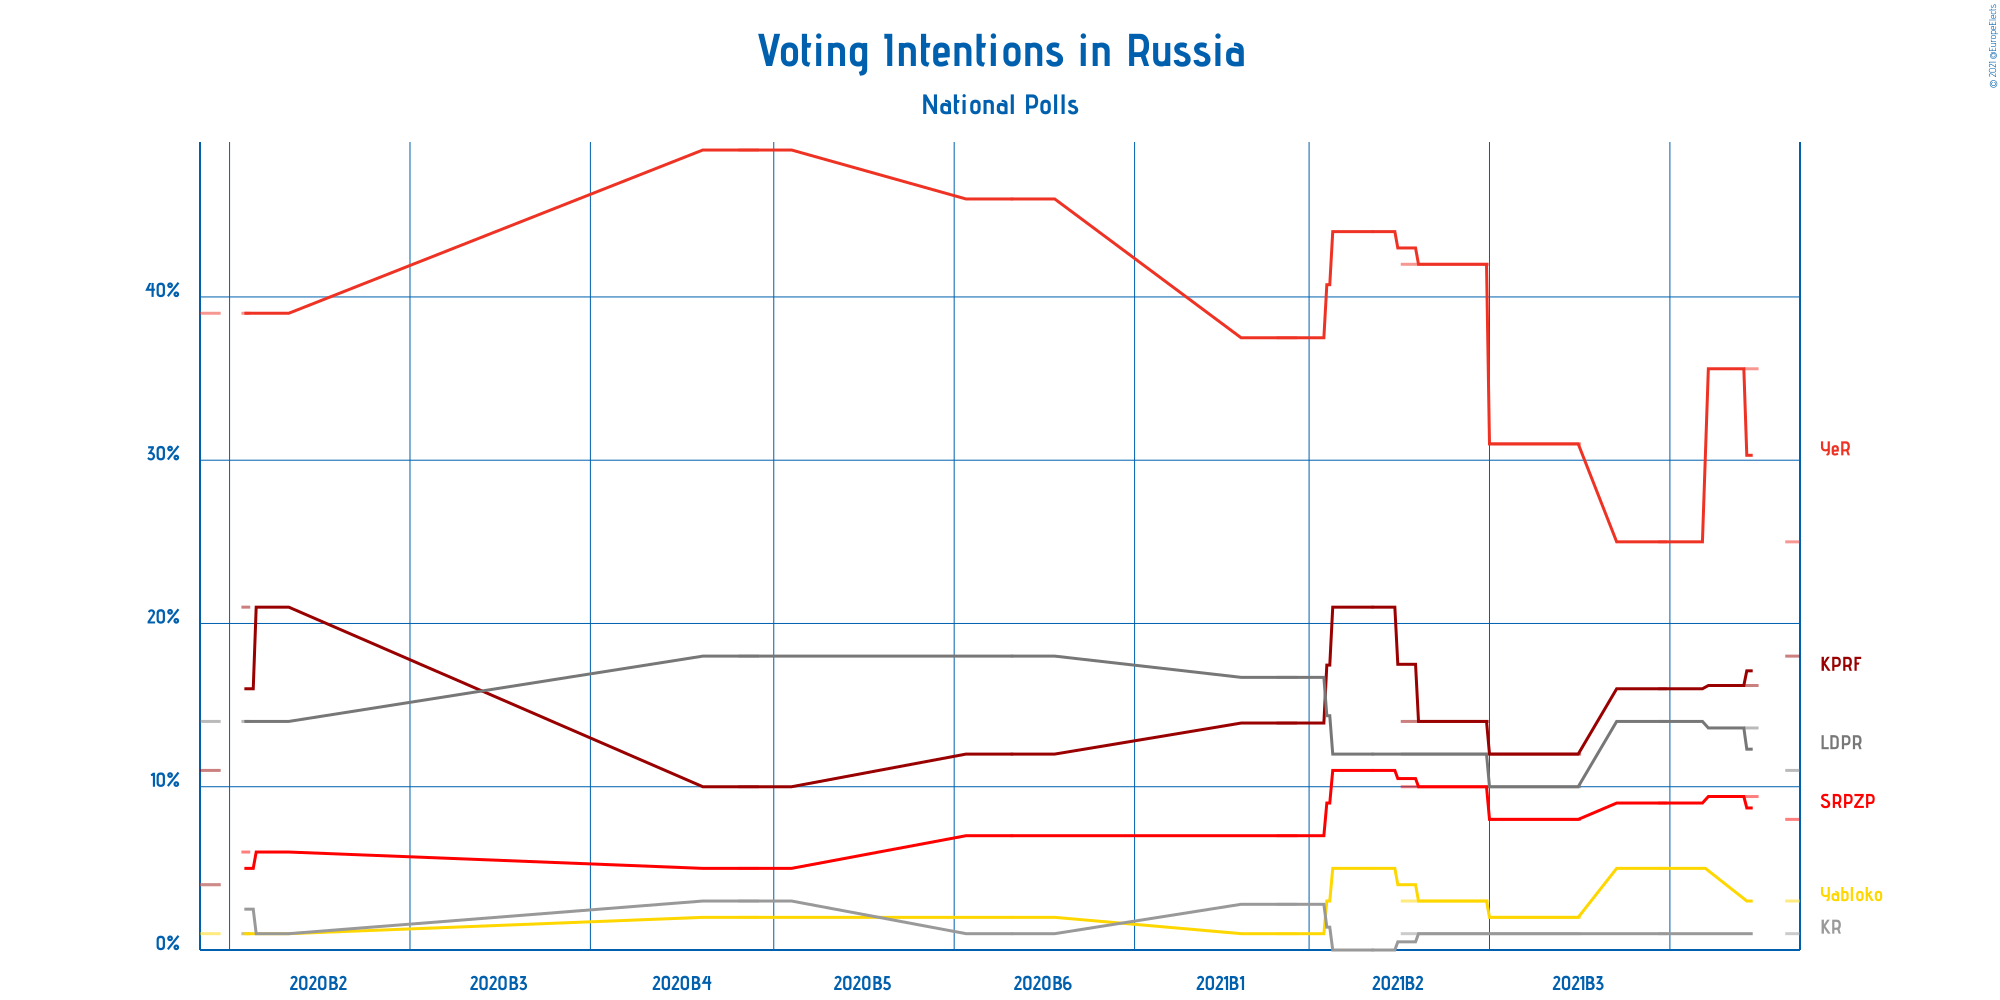 Voting Intentions in Russia
National Polls
© 2021 @EuropeElects
40%
30%
20%
10%
0%
YeR
KPRF
LDPR
SRPZP
Yabloko
KR
2020B2 2020B3 2020B4 2020B5 2020B6 2021B1 2021B2 2021B3